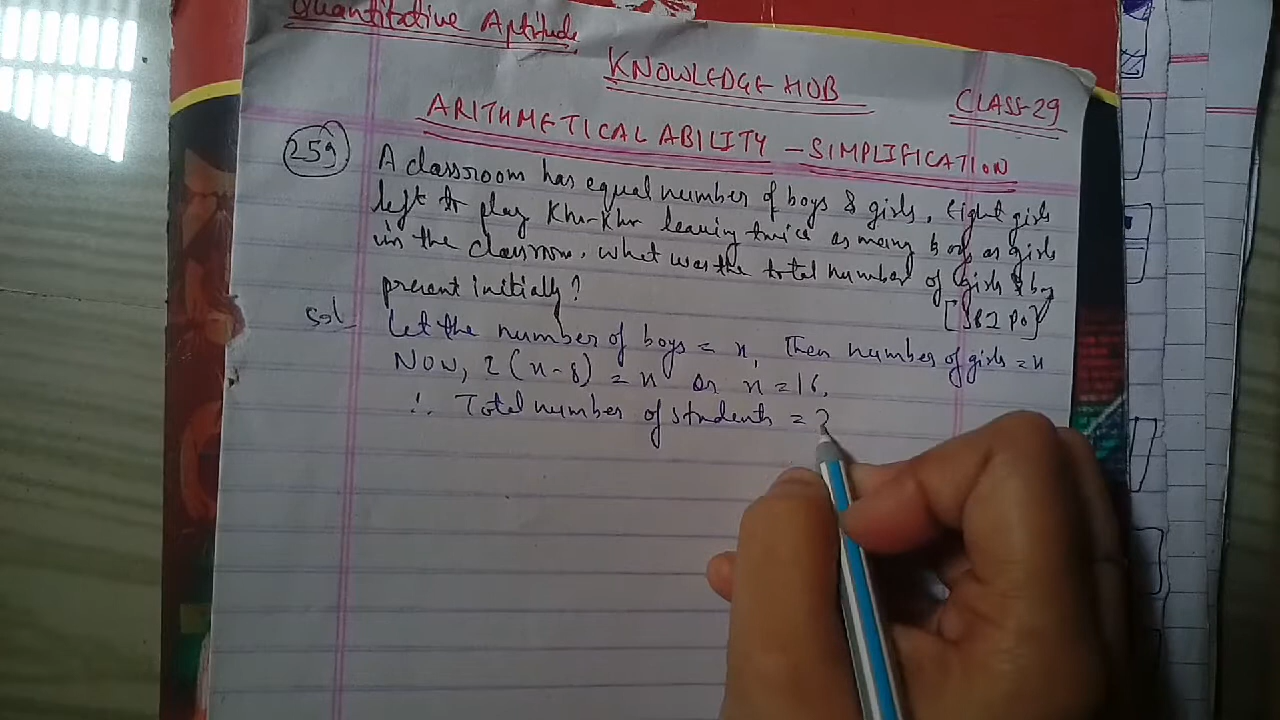 Quantitative Aptitude
KNOWLEDGE HOB
CLASS-29
ARITHMETICAL ABILITY - SIMPLIFICATION
259 A classroom has equal number of boys & girls. Eight girls
left to play Kho-Kho leaving twice as many boys as girls
in the classroom. What was the total number of girls & boy
present initially?
[SBI PO]
Sol. Let the number of boys = x, Then number of girls = x
Now, 2(x-8) = x or x = 16.
∴ Total number of students = 2